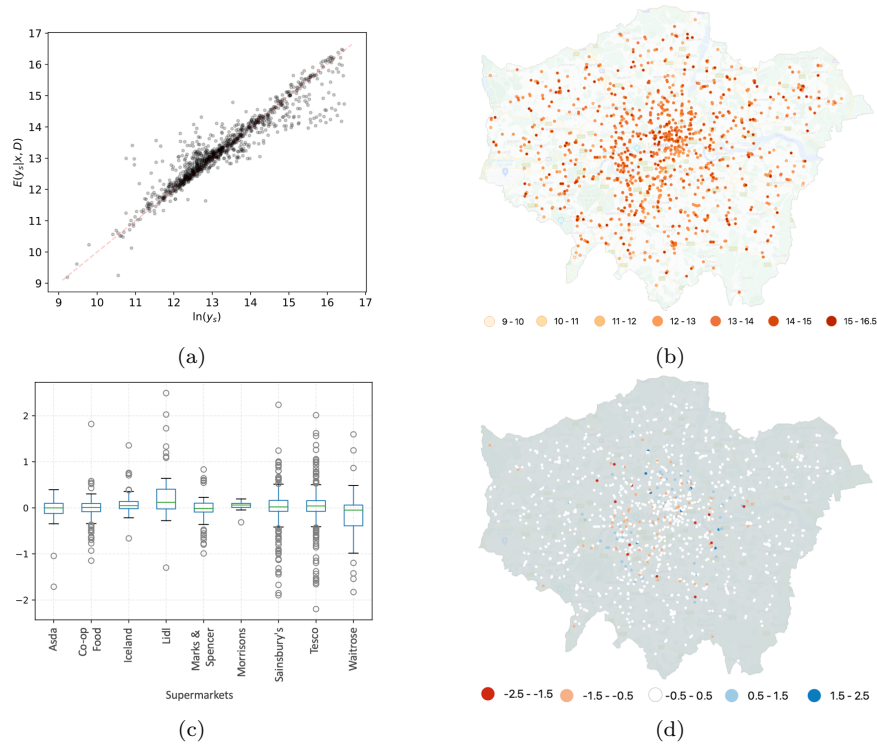 17
16
15
14
13
12
11
10
9
E(y_s|x, D)
9 10 11 12 13 14 15 16 17
ln(y_s)
(a)
9 - 10 10 - 11 11 - 12 12 - 13 13 - 14 14 - 15 15 - 16.5
(b)
2
1
0
−1
−2
Asda
Co-op
Food
Iceland
Lidl
Marks &
Spencer
Morrisons
Sainsbury's
Tesco
Waitrose
Supermarkets
(c)
-2.5 - -1.5 -1.5 - -0.5 -0.5 - 0.5 0.5 - 1.5 1.5 - 2.5
(d)